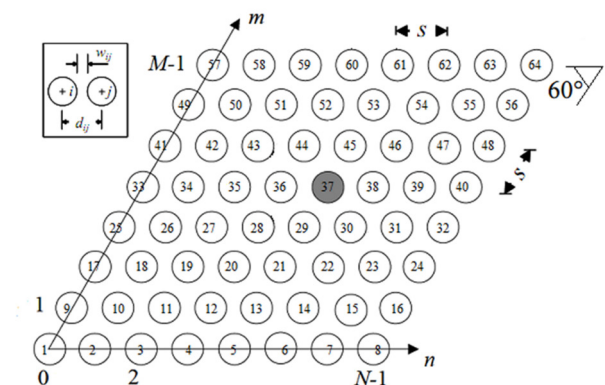 m
s
w_ij
+i +j
d_ij
M-1
57 58 59 60 61 62 63 64
60°
49 50 51 52 53 54 55 56
41 42 43 44 45 46 47 48
s
33 34 35 36 37 38 39 40
25 26 27 28 29 30 31 32
17 18 19 20 21 22 23 24
1
9 10 11 12 13 14 15 16
1 2 3 4 5 6 7 8
n
0 2 N-1